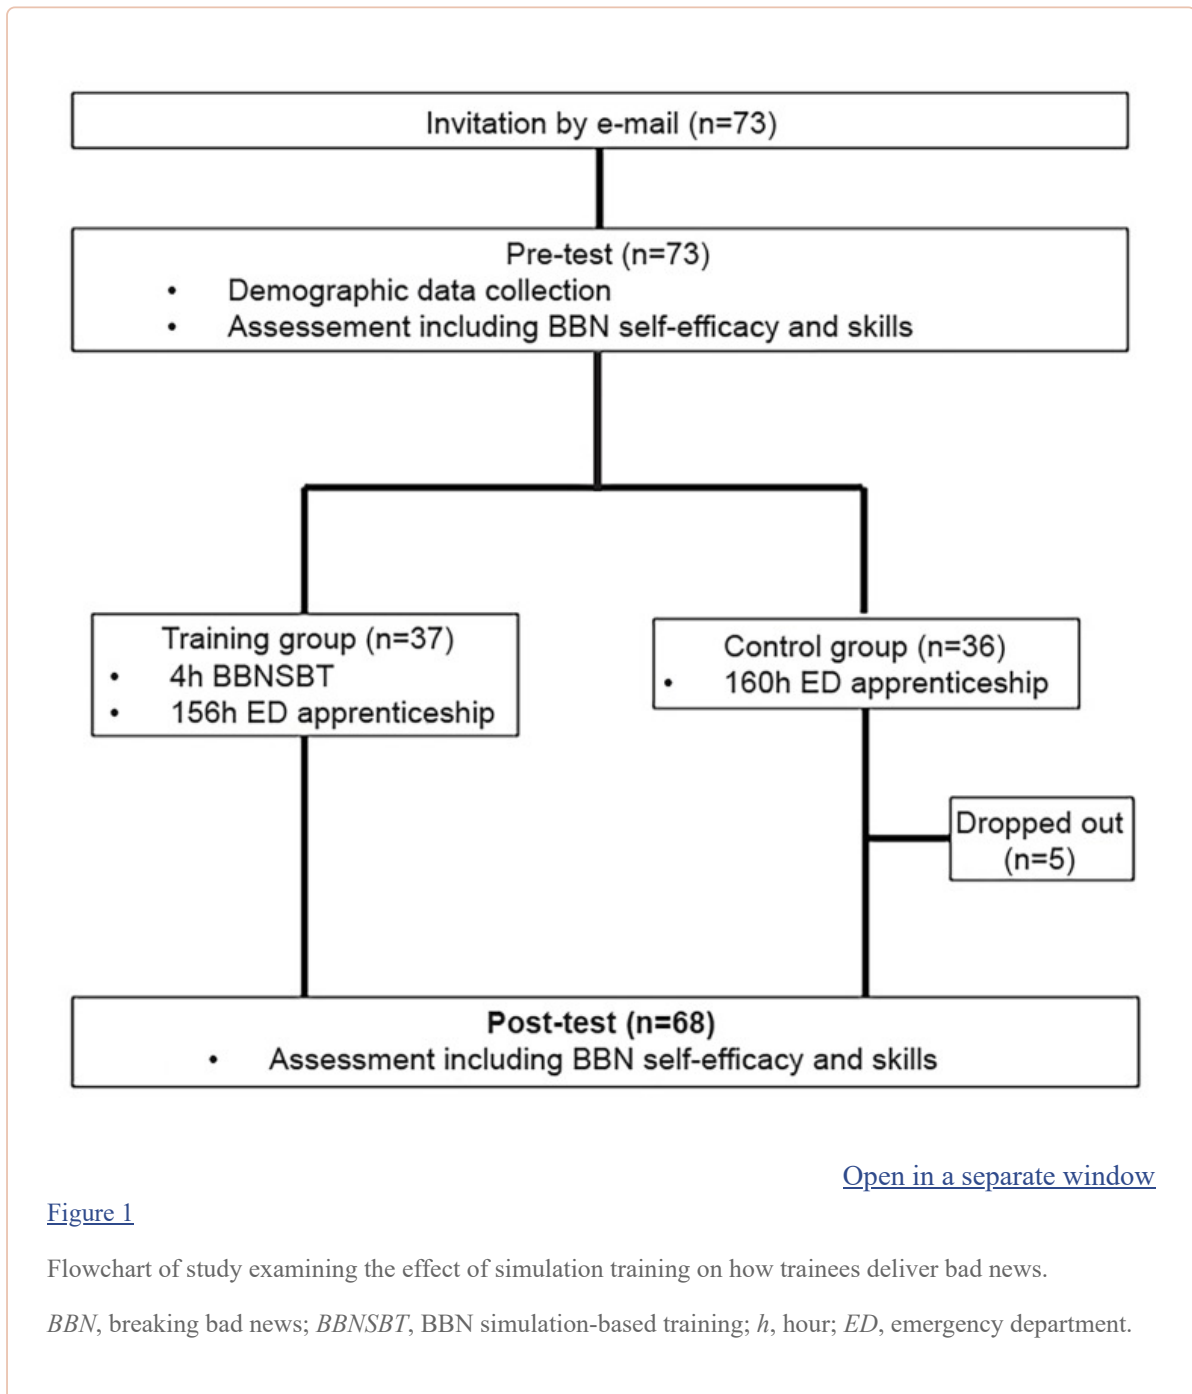 Invitation by e-mail (n=73)
Pre-test (n=73)
• Demographic data collection
• Assessement including BBN self-efficacy and skills
Training group (n=37)
• 4h BBNSBT
• 156h ED apprenticeship
Control group (n=36)
• 160h ED apprenticeship
Dropped out
(n=5)
Post-test (n=68)
• Assessment including BBN self-efficacy and skills
Open in a separate window
Figure 1
Flowchart of study examining the effect of simulation training on how trainees deliver bad news.
BBN, breaking bad news; BBNSBT, BBN simulation-based training; h, hour; ED, emergency department.